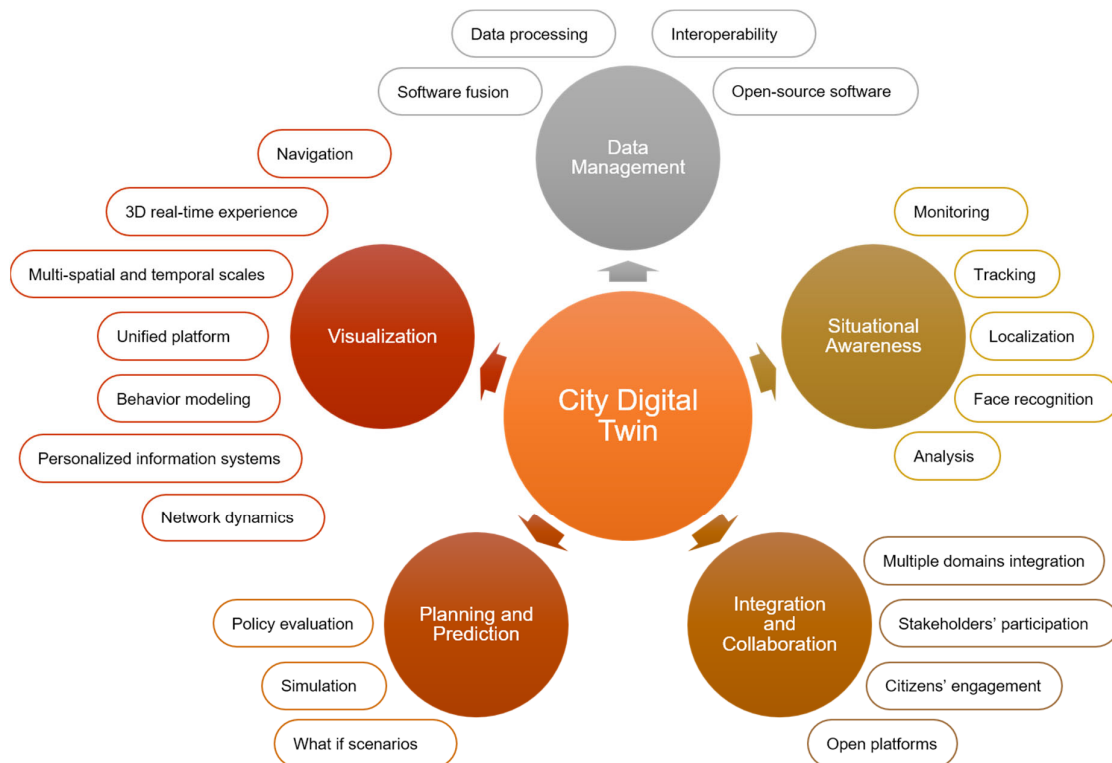 Data processing
Interoperability
Software fusion
Open-source software
Data
Management
Navigation
3D real-time experience
Multi-spatial and temporal scales
Unified platform
Behavior modeling
Personalized information systems
Network dynamics
Visualization
Monitoring
Tracking
Localization
Face recognition
Analysis
Situational
Awareness
City Digital
Twin
Planning and
Prediction
Policy evaluation
Simulation
What if scenarios
Integration
and
Collaboration
Multiple domains integration
Stakeholders’ participation
Citizens’ engagement
Open platforms